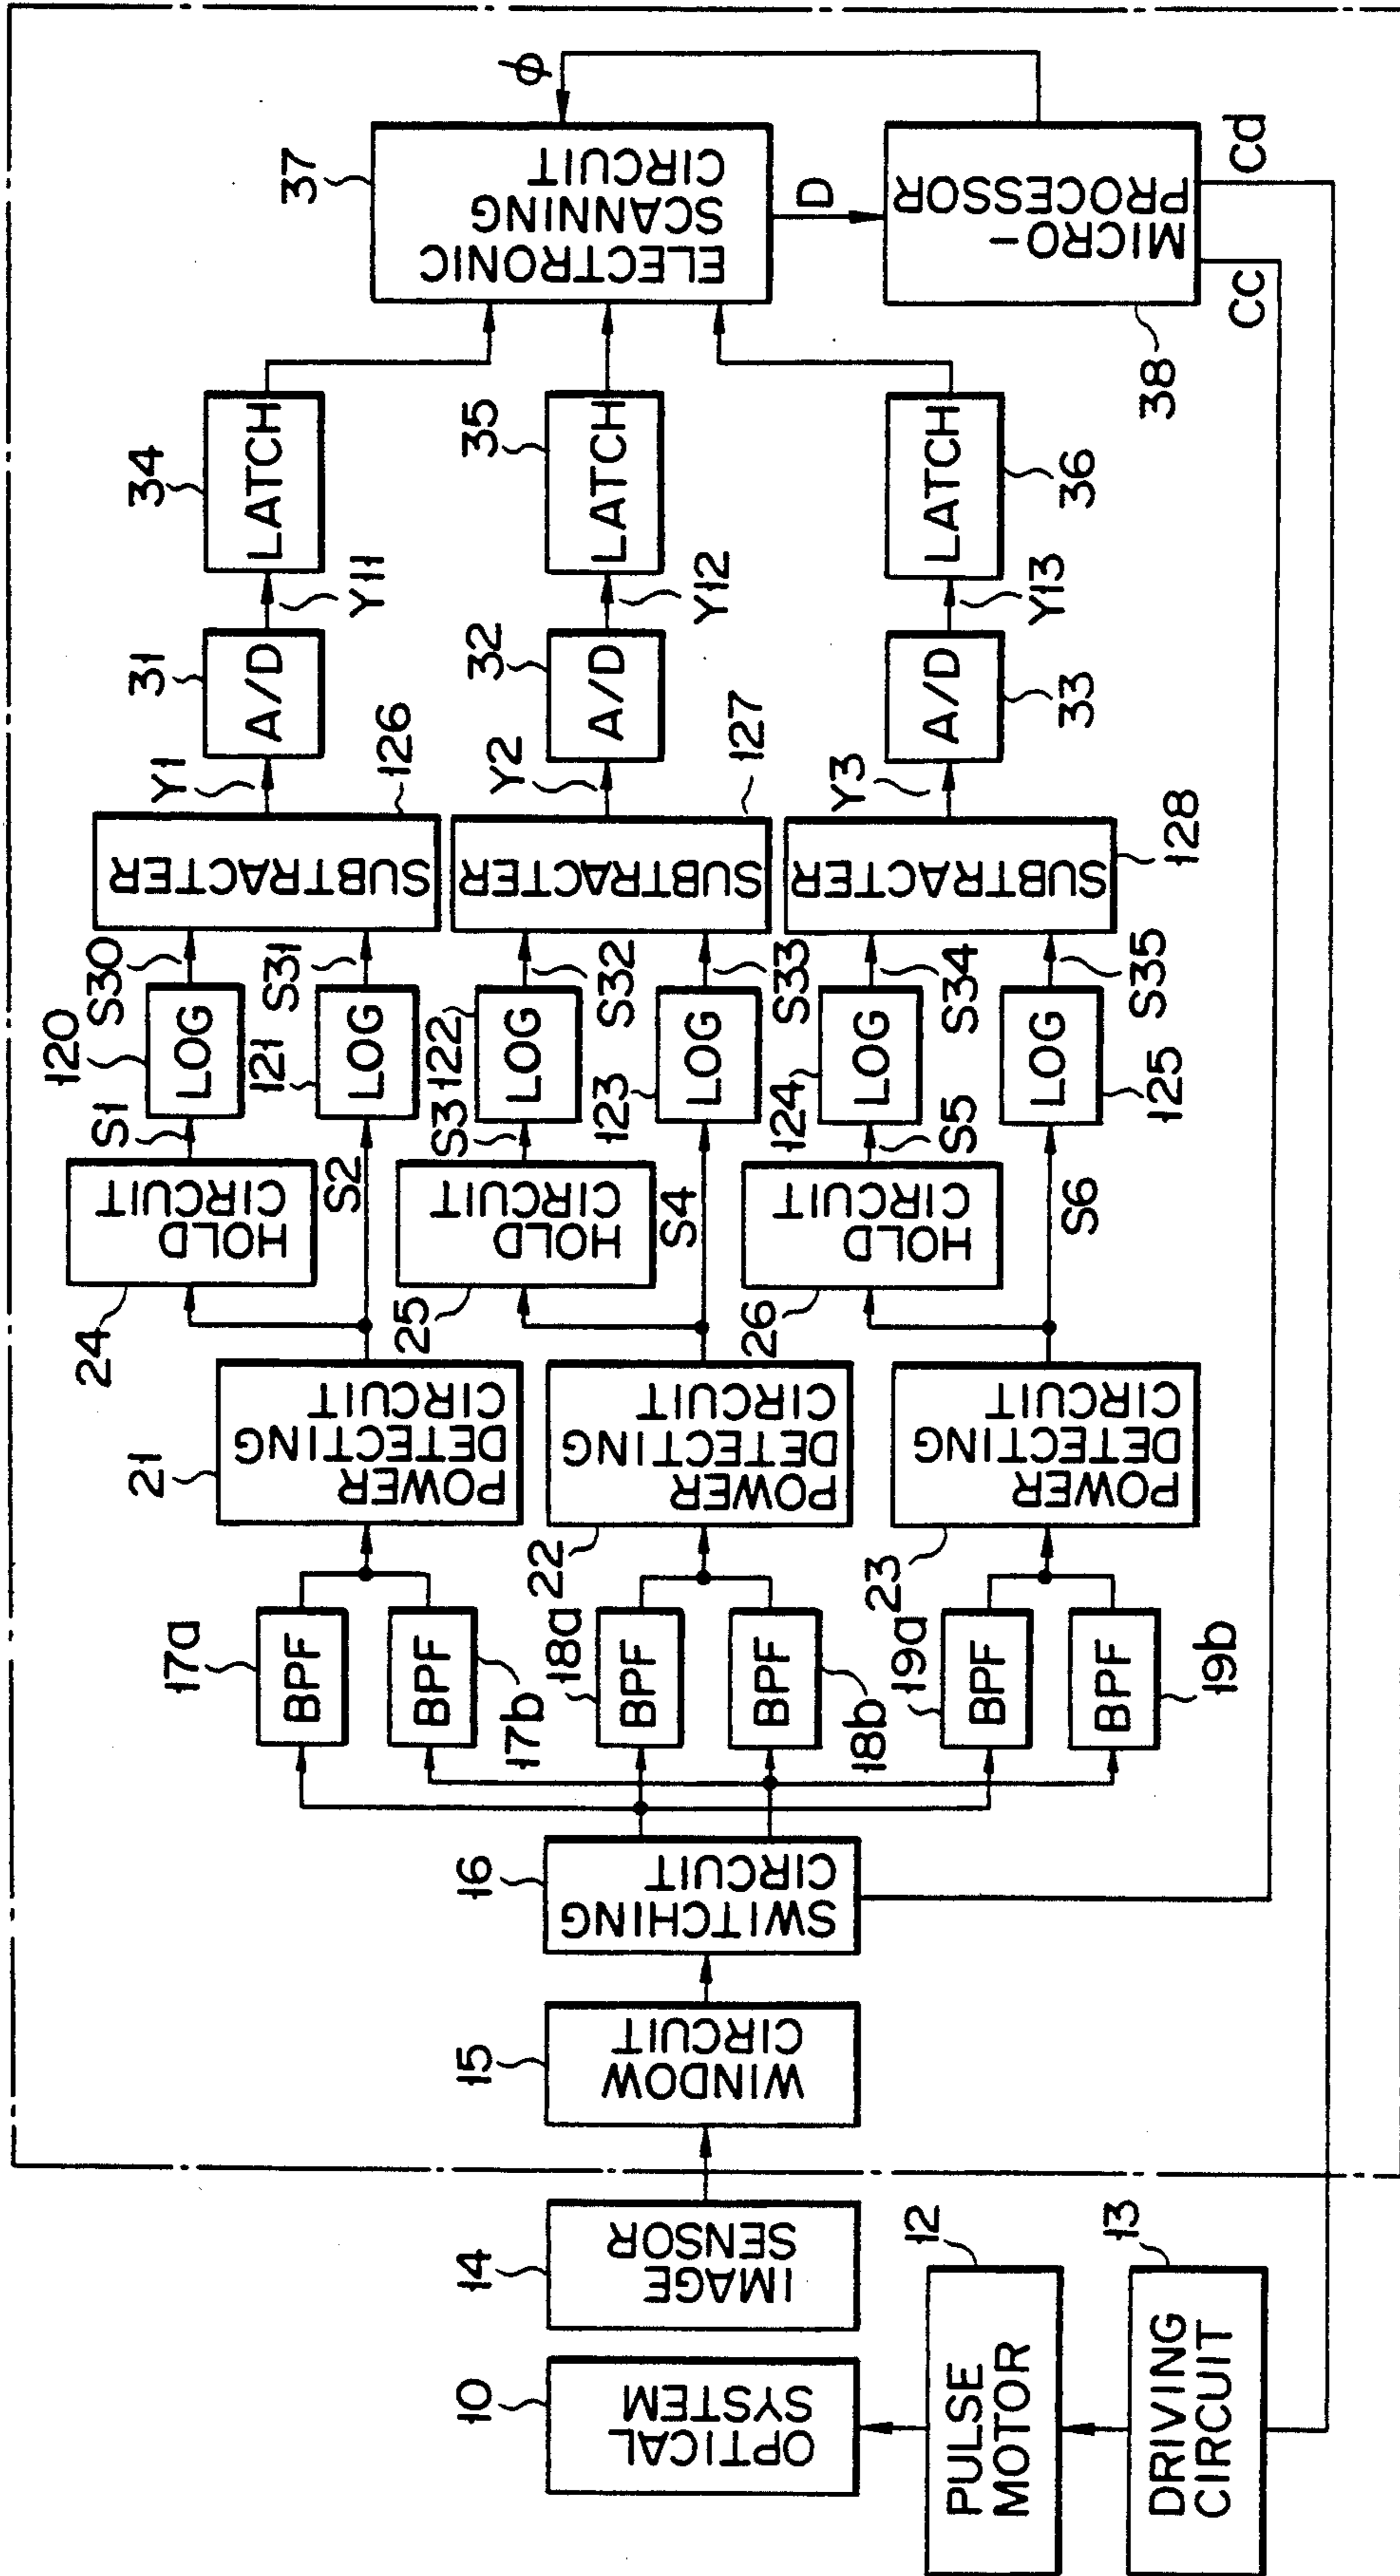 10
OPTICAL
SYSTEM
14
IMAGE
SENSOR
PULSE
MOTOR
12
DRIVING
CIRCUIT
13
15
WINDOW
CIRCUIT
16
SWITCHING
CIRCUIT
17a
BPF
BPF
17b
18a
BPF
BPF
18b
19a
BPF
BPF
19b
21
POWER
DETECTING
CIRCUIT
22
POWER
DETECTING
CIRCUIT
23
POWER
DETECTING
CIRCUIT
24
HOLD
CIRCUIT
25
HOLD
CIRCUIT
26
HOLD
CIRCUIT
S1
S2
S3
S4
S5
S6
120
LOG
121
LOG
122
LOG
123
LOG
124
LOG
125
LOG
S30
S31
S32
S33
S34
S35
SUBTRACTER
126
SUBTRACTER
127
SUBTRACTER
128
Y1
Y2
Y3
31
A/D
32
A/D
33
A/D
Y11
Y12
Y13
34
LATCH
35
LATCH
36
LATCH
37
ELECTRONIC
SCANNING
CIRCUIT
ϕ
D
MICRO-
PROCESSOR
38
CC
Cd